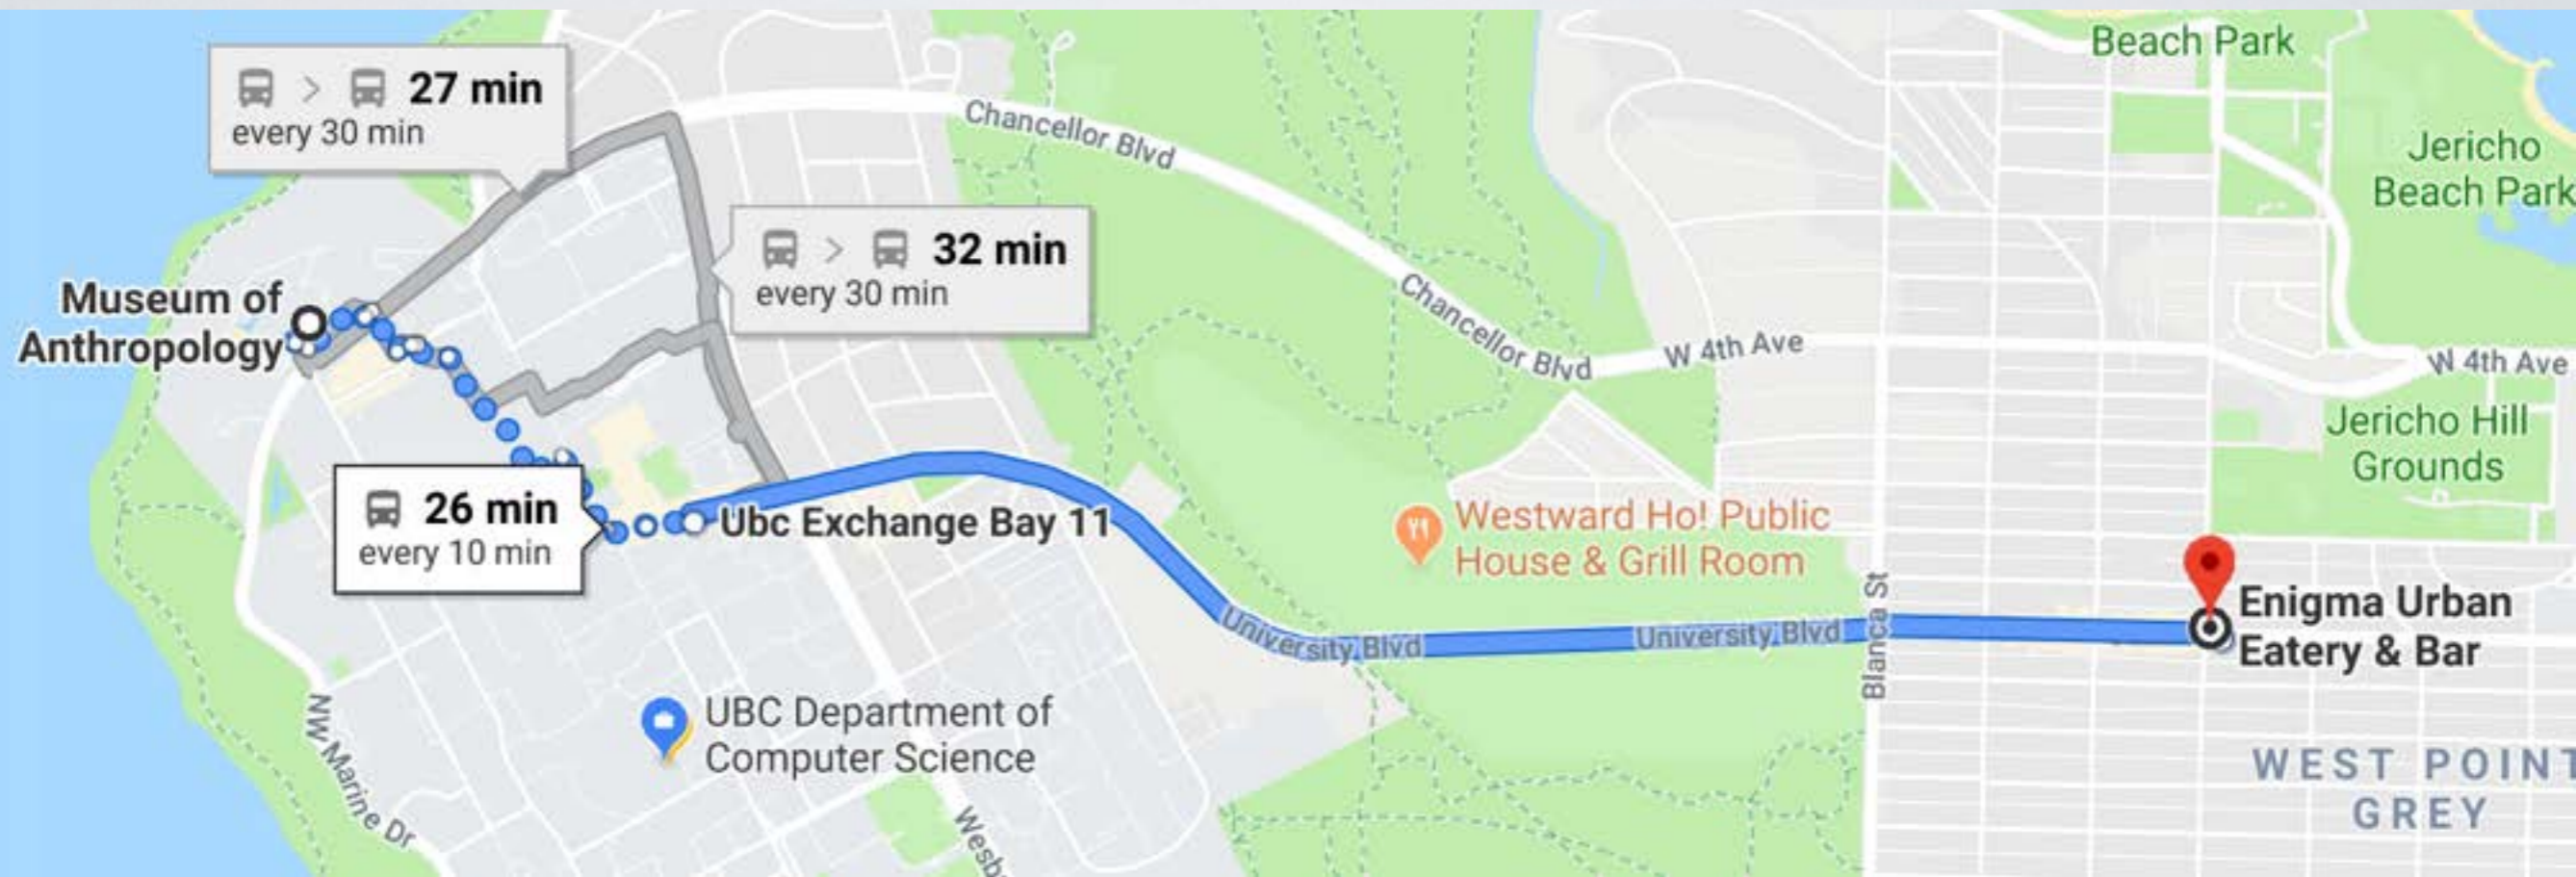 Beach Park
27 min
every 30 min
Chancellor Blvd
Jericho
Beach Park
32 min
every 30 min
Museum of
Anthropology
Chancellor Blvd
W 4th Ave
W 4th Ave
Jericho Hill
Grounds
26 min
every 10 min
Ubc Exchange Bay 11
Westward Ho! Public
House & Grill Room
Blanca St
University Blvd
University Blvd
Enigma Urban
Eatery & Bar
UBC Department of
Computer Science
NW Marine Dr
WEST POINT
GREY
Wesb